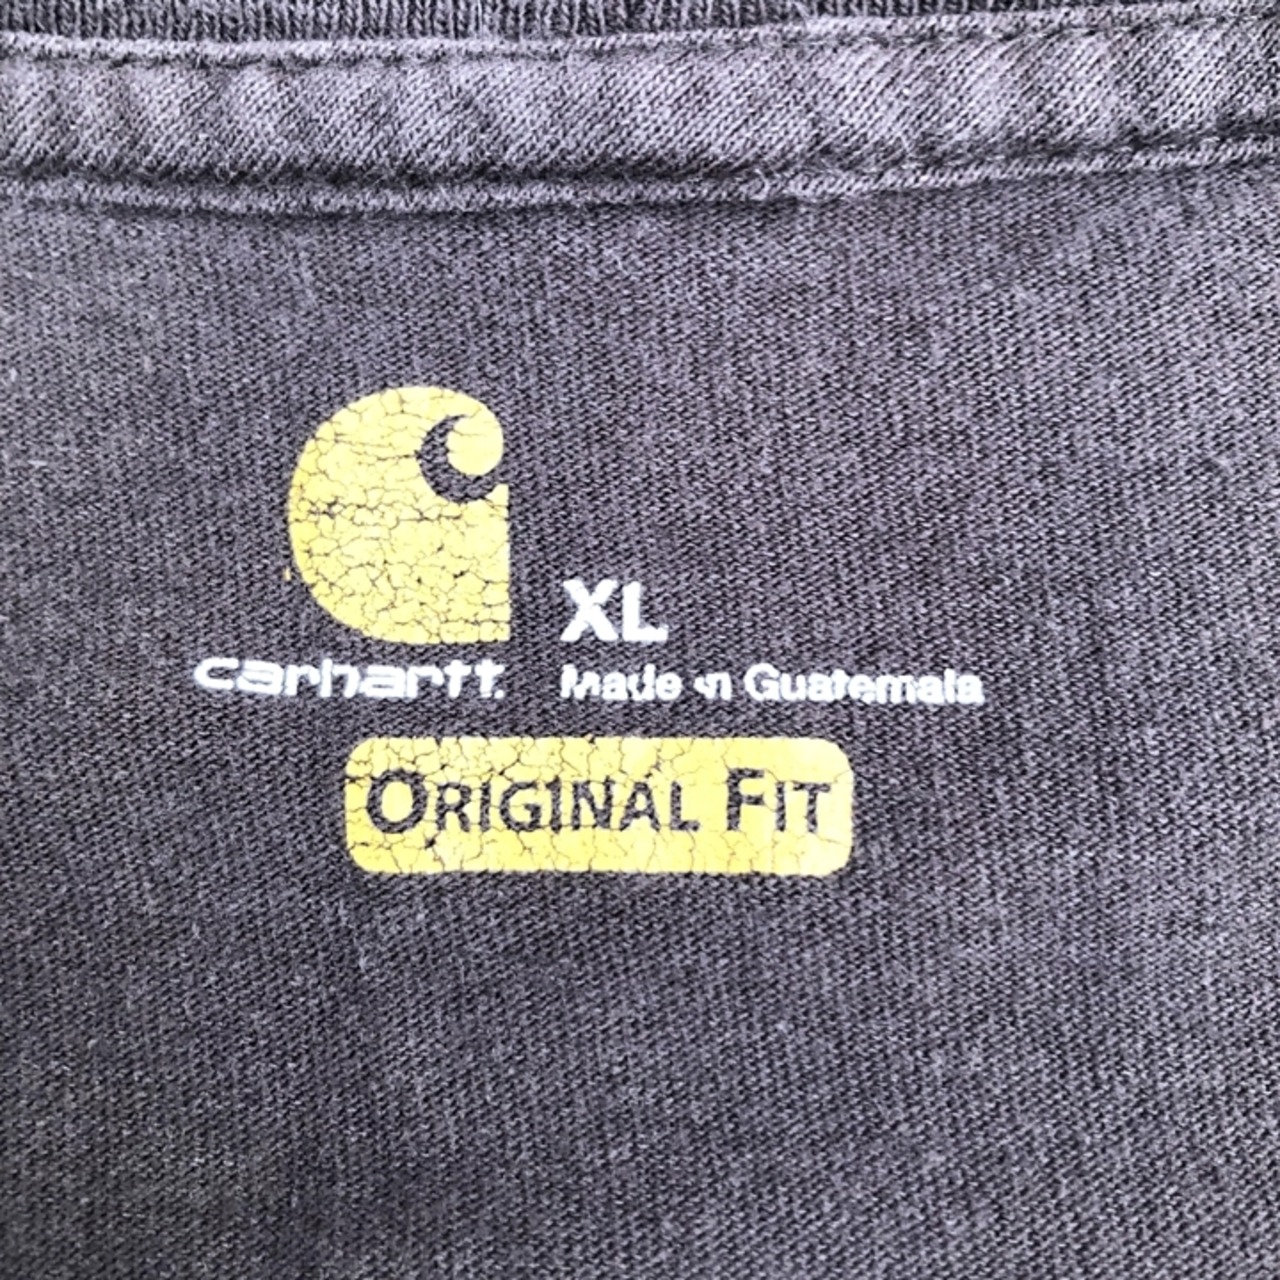 XL
carhartt. Made in Guatemala
ORIGINAL FIT